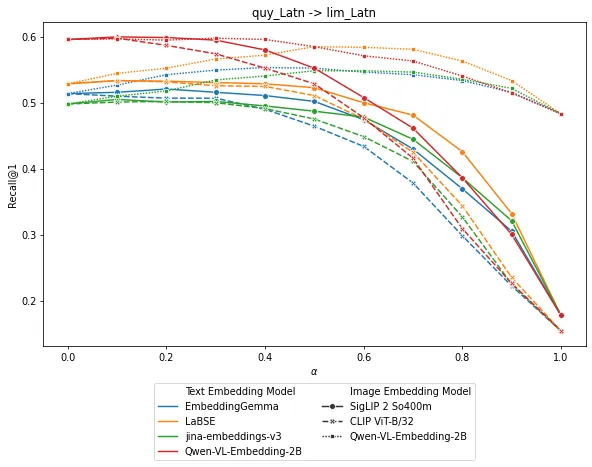 quy_Latn -> lim_Latn
Recall@1
0.6
0.5
0.4
0.3
0.2
0.0
0.2
0.4
0.6
0.8
1.0
α
Text Embedding Model
EmbeddingGemma
LaBSE
jina-embeddings-v3
Qwen-VL-Embedding-2B
Image Embedding Model
SigLIP 2 So400m
CLIP ViT-B/32
Qwen-VL-Embedding-2B